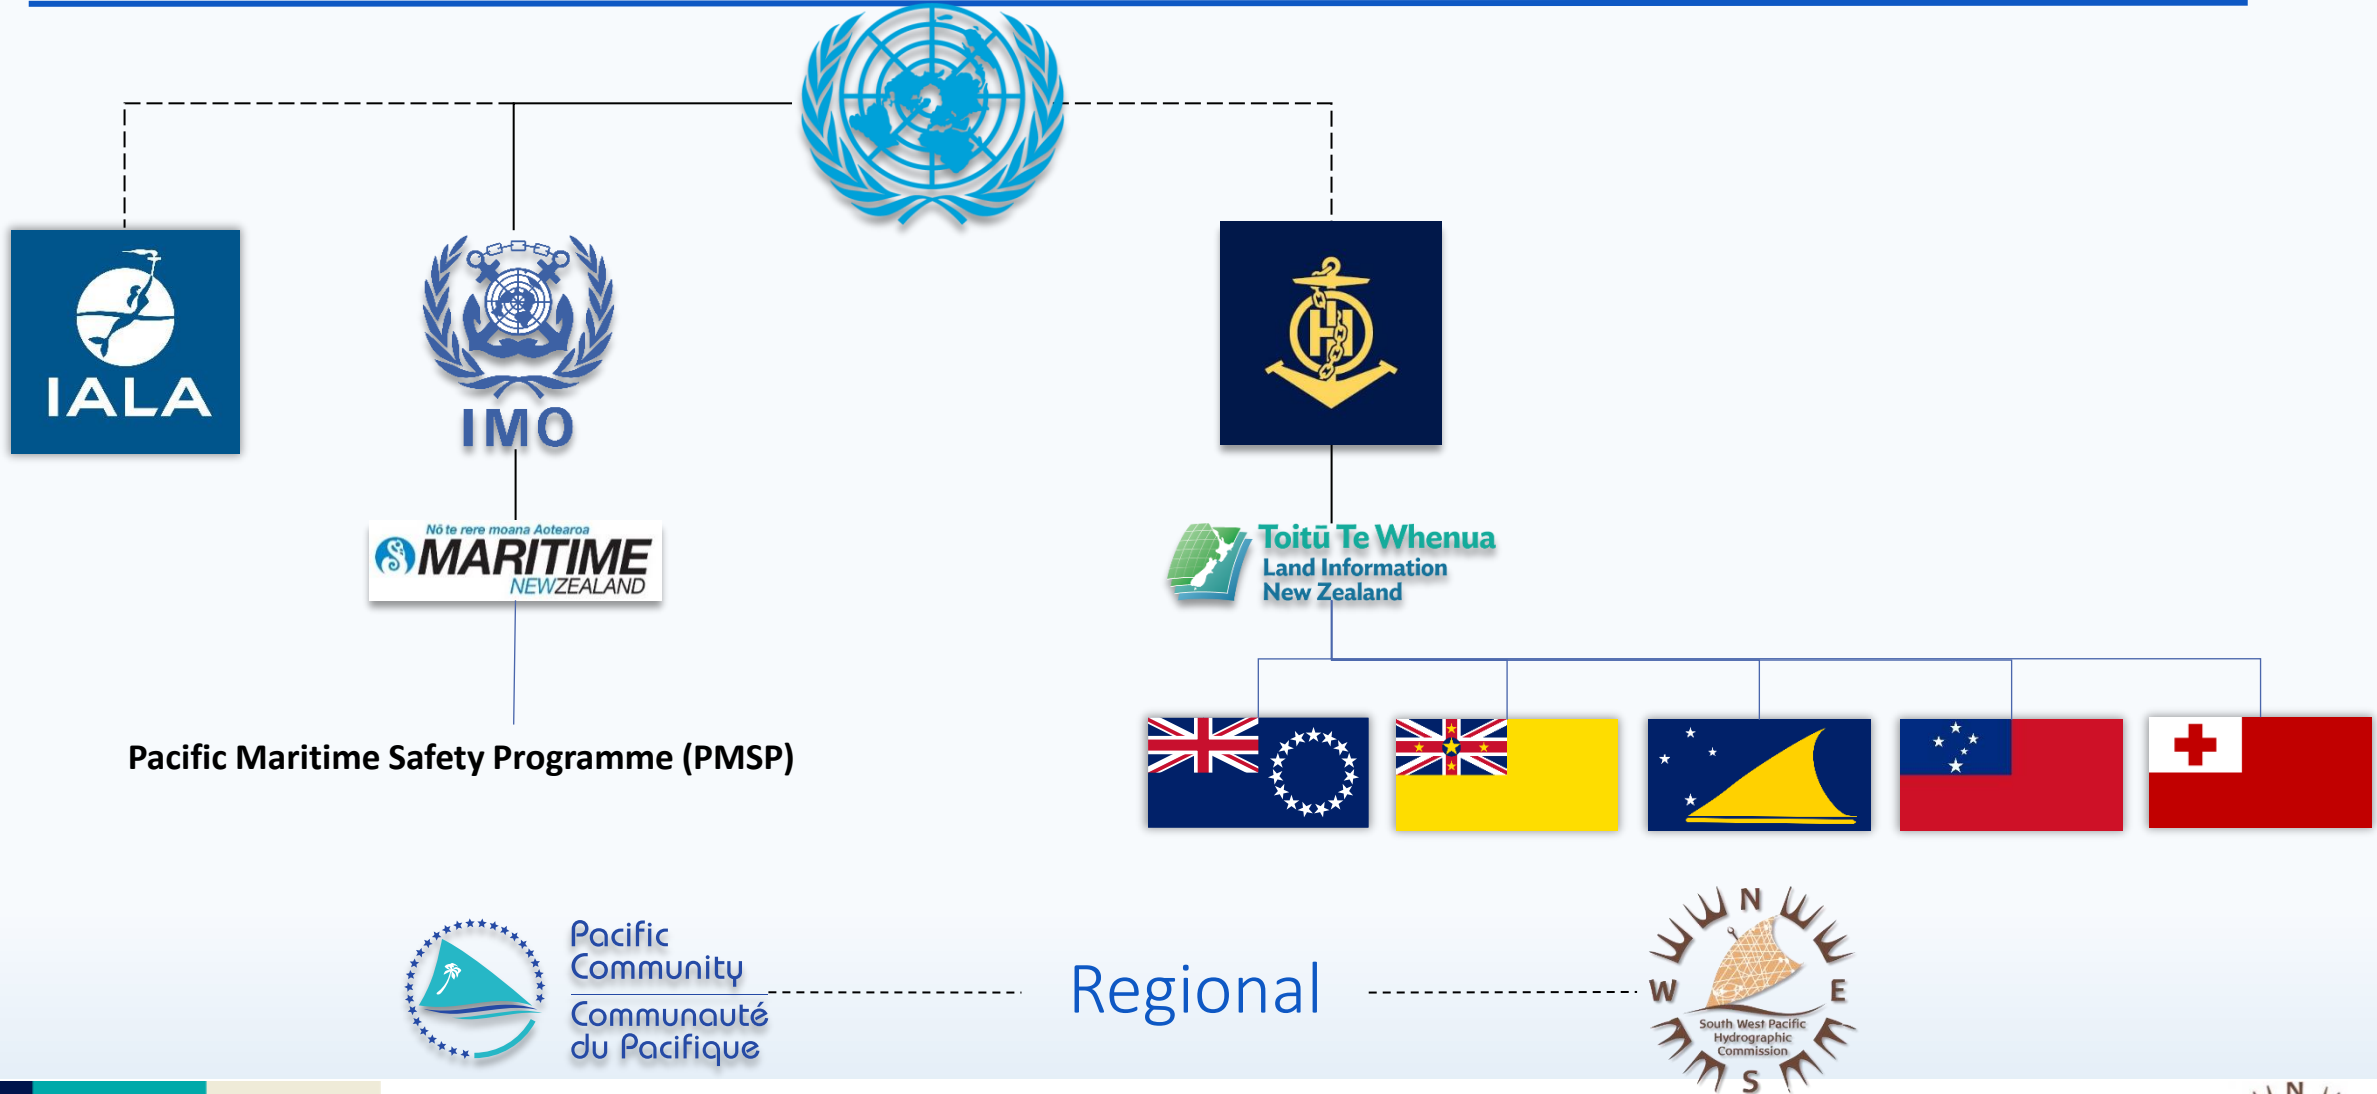 IALA
IMO
Nō te rere moana Aotearoa
MARITIME
NEWZEALAND
Toitū Te Whenua
Land Information
New Zealand
Pacific Maritime Safety Programme (PMSP)
Pacific
Community
Communauté
du Pacifique
Regional
N
W
E
South West Pacific
Hydrographic
Commission
S
N